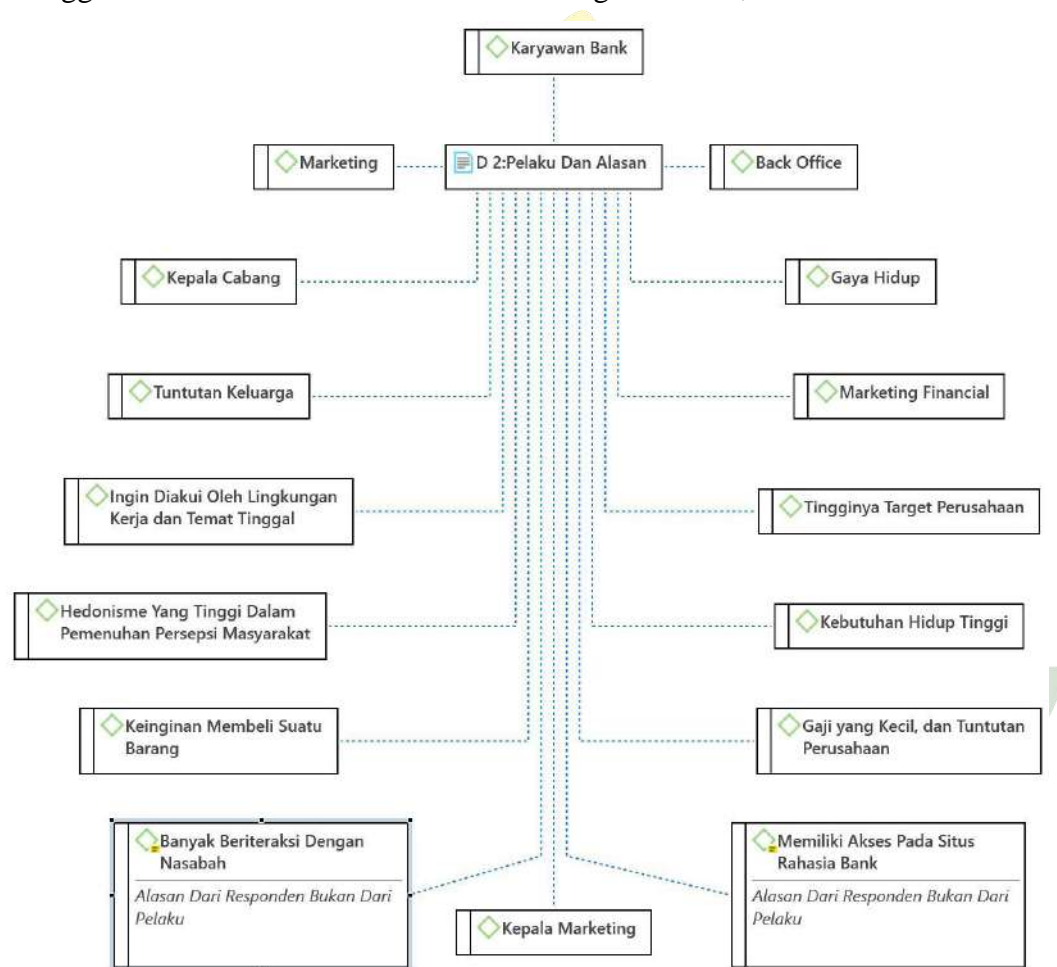 Karyawan Bank
Marketing
D 2:Pelaku Dan Alasan
Back Office
Kepala Cabang
Gaya Hidup
Tuntutan Keluarga
Marketing Financial
Ingin Diakui Oleh Lingkungan
Kerja dan Temat Tinggal
Tingginya Target Perusahaan
Hedonisme Yang Tinggi Dalam
Pemenuhan Persepsi Masyarakat
Kebutuhan Hidup Tinggi
Keinginan Membeli Suatu
Barang
Gaji yang Kecil, dan Tuntutan
Perusahaan
Banyak Beriteraksi Dengan
Nasabah
Alasan Dari Responden Bukan Dari
Pelaku
Memiliki Akses Pada Situs
Rahasia Bank
Alasan Dari Responden Bukan Dari
Pelaku
Kepala Marketing